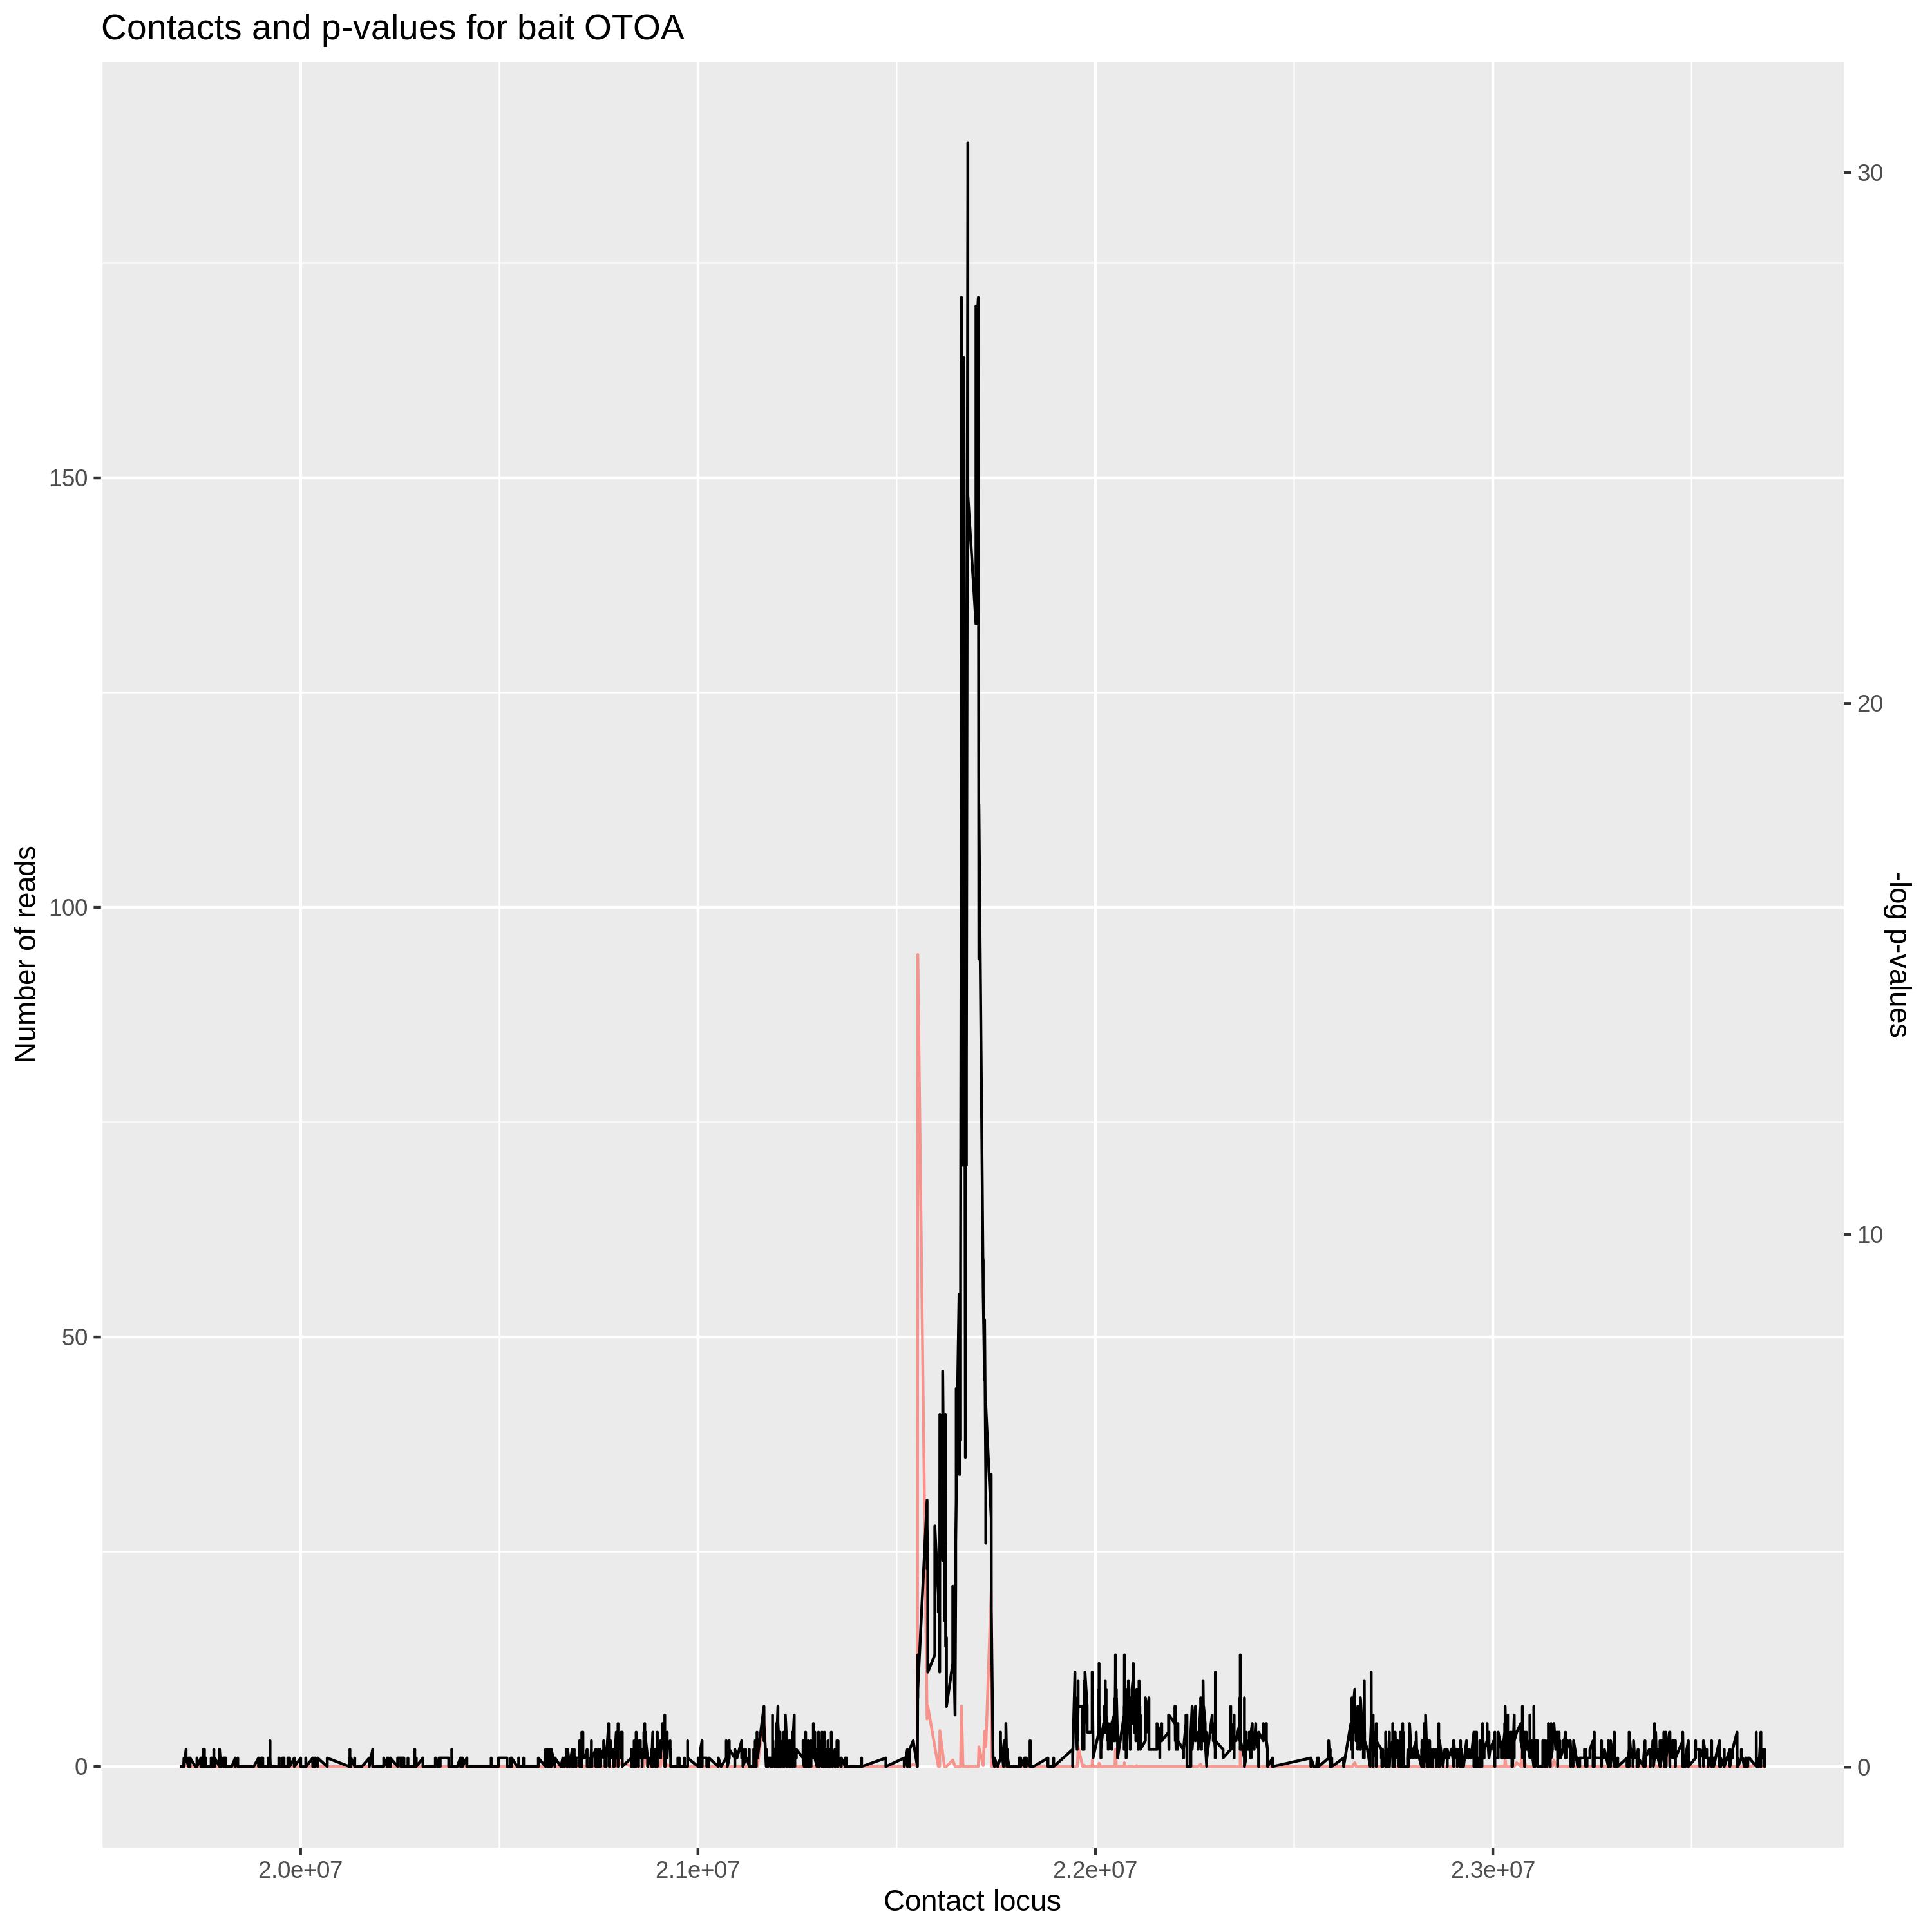 Contacts and p-values for bait OTOA
Number of reads
150
100
50
0
30
20
10
0
-log p-values
2.0e+07
2.1e+07
2.2e+07
2.3e+07
Contact locus